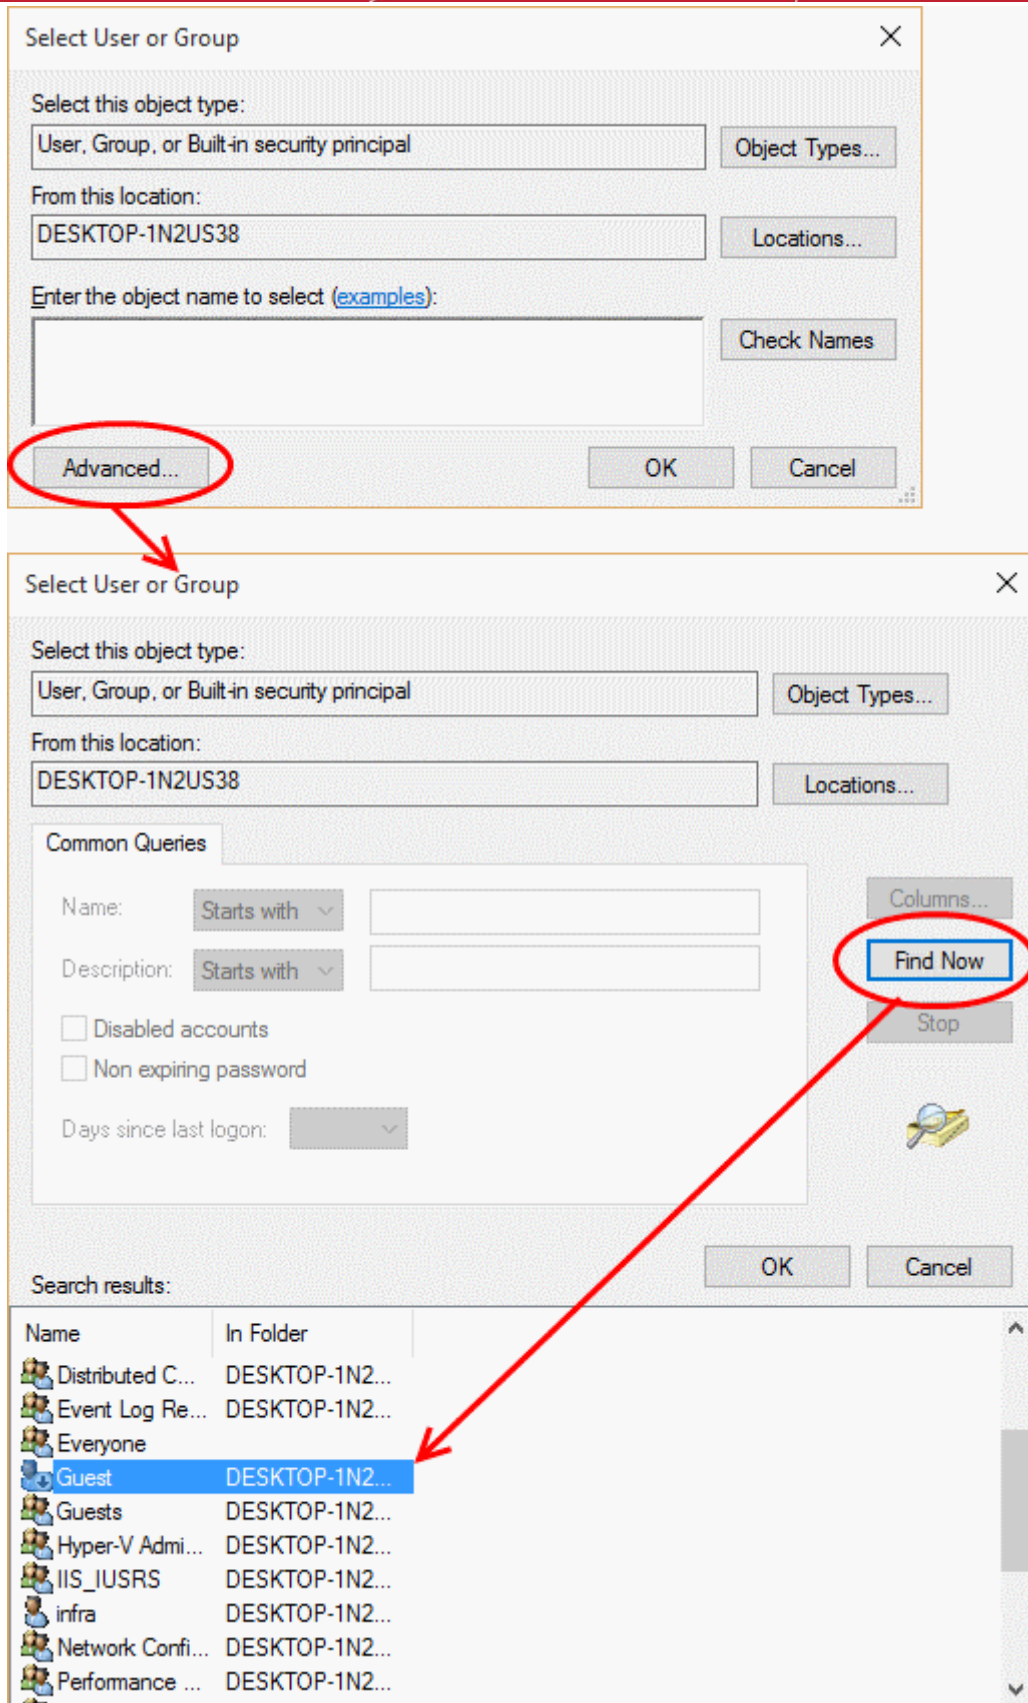 Select User or Group
Select this object type:
User, Group, or Built-in security principal
Object Types...
From this location:
DESKTOP-1N2US38
Locations...
Enter the object name to select (examples):
Check Names
Advanced...
OK
Cancel
Select User or Group
Select this object type:
User, Group, or Built-in security principal
Object Types...
From this location:
DESKTOP-1N2US38
Locations...
Common Queries
Name:
Starts with
Columns...
Find Now
Description:
Starts with
Stop
Disabled accounts
Non expiring password
Days since last logon:
OK
Cancel
Search results:
Name In Folder
Distributed C... DESKTOP-1N2...
Event Log Re... DESKTOP-1N2...
Everyone
Guest DESKTOP-1N2...
Guests DESKTOP-1N2...
Hyper-V Admi... DESKTOP-1N2...
IIS_IUSRS DESKTOP-1N2...
infra DESKTOP-1N2...
Network Confi... DESKTOP-1N2...
Performance ... DESKTOP-1N2...